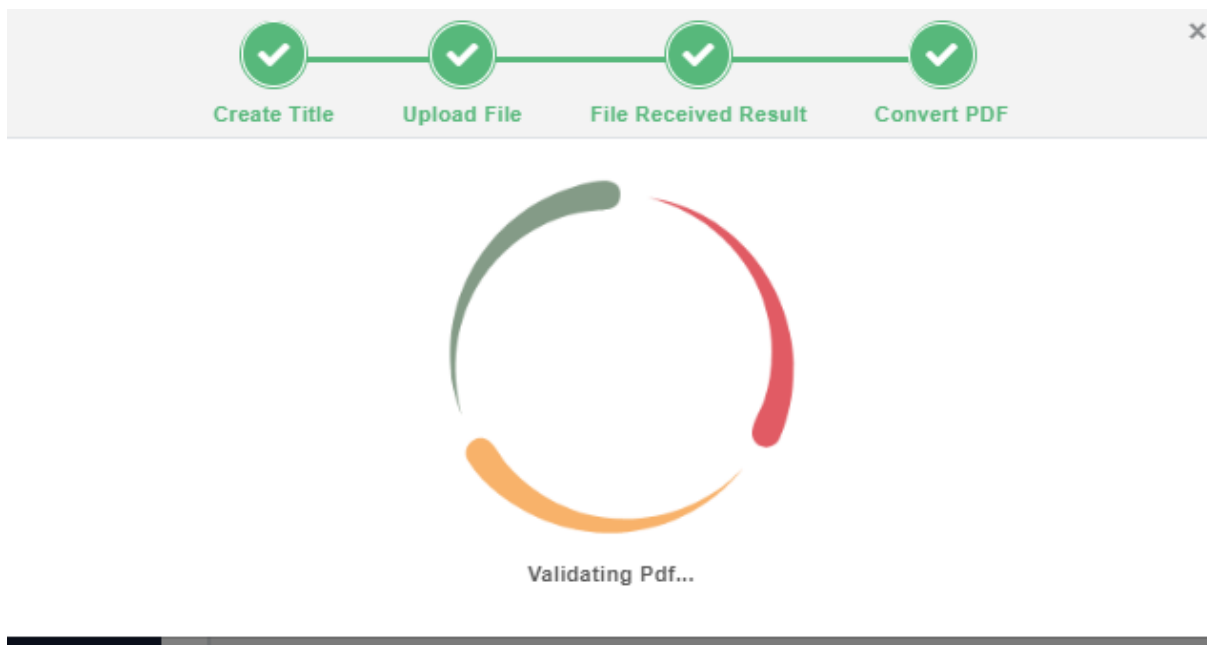 Create Title
Upload File
File Received Result
Convert PDF
Validating Pdf...